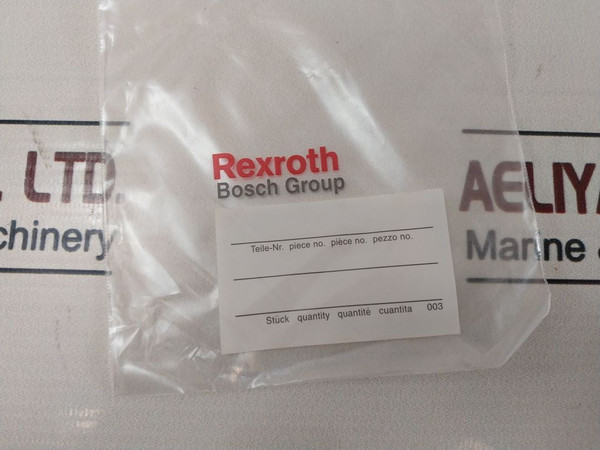 Rexroth
Bosch Group
Teile-Nr. piece no. pièce no. pezzo no.
Stück quantity quantité cuantita 003
LTD.
chinery
AELIYA
Marine &